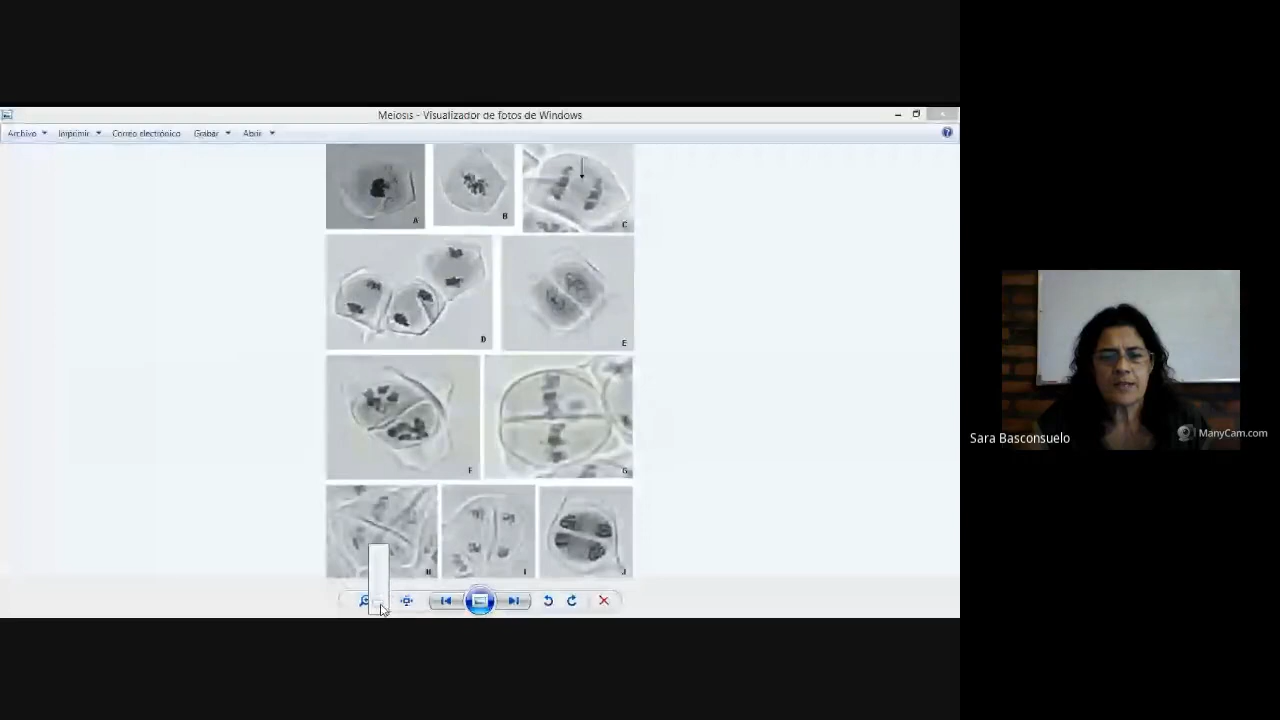 Meiosis - Visualizador de fotos de Windows
Archivo Imprimir Correo electrónico Grabar Abrir
A B C
D E
F G
H I J
Sara Basconsuelo
ManyCam.com